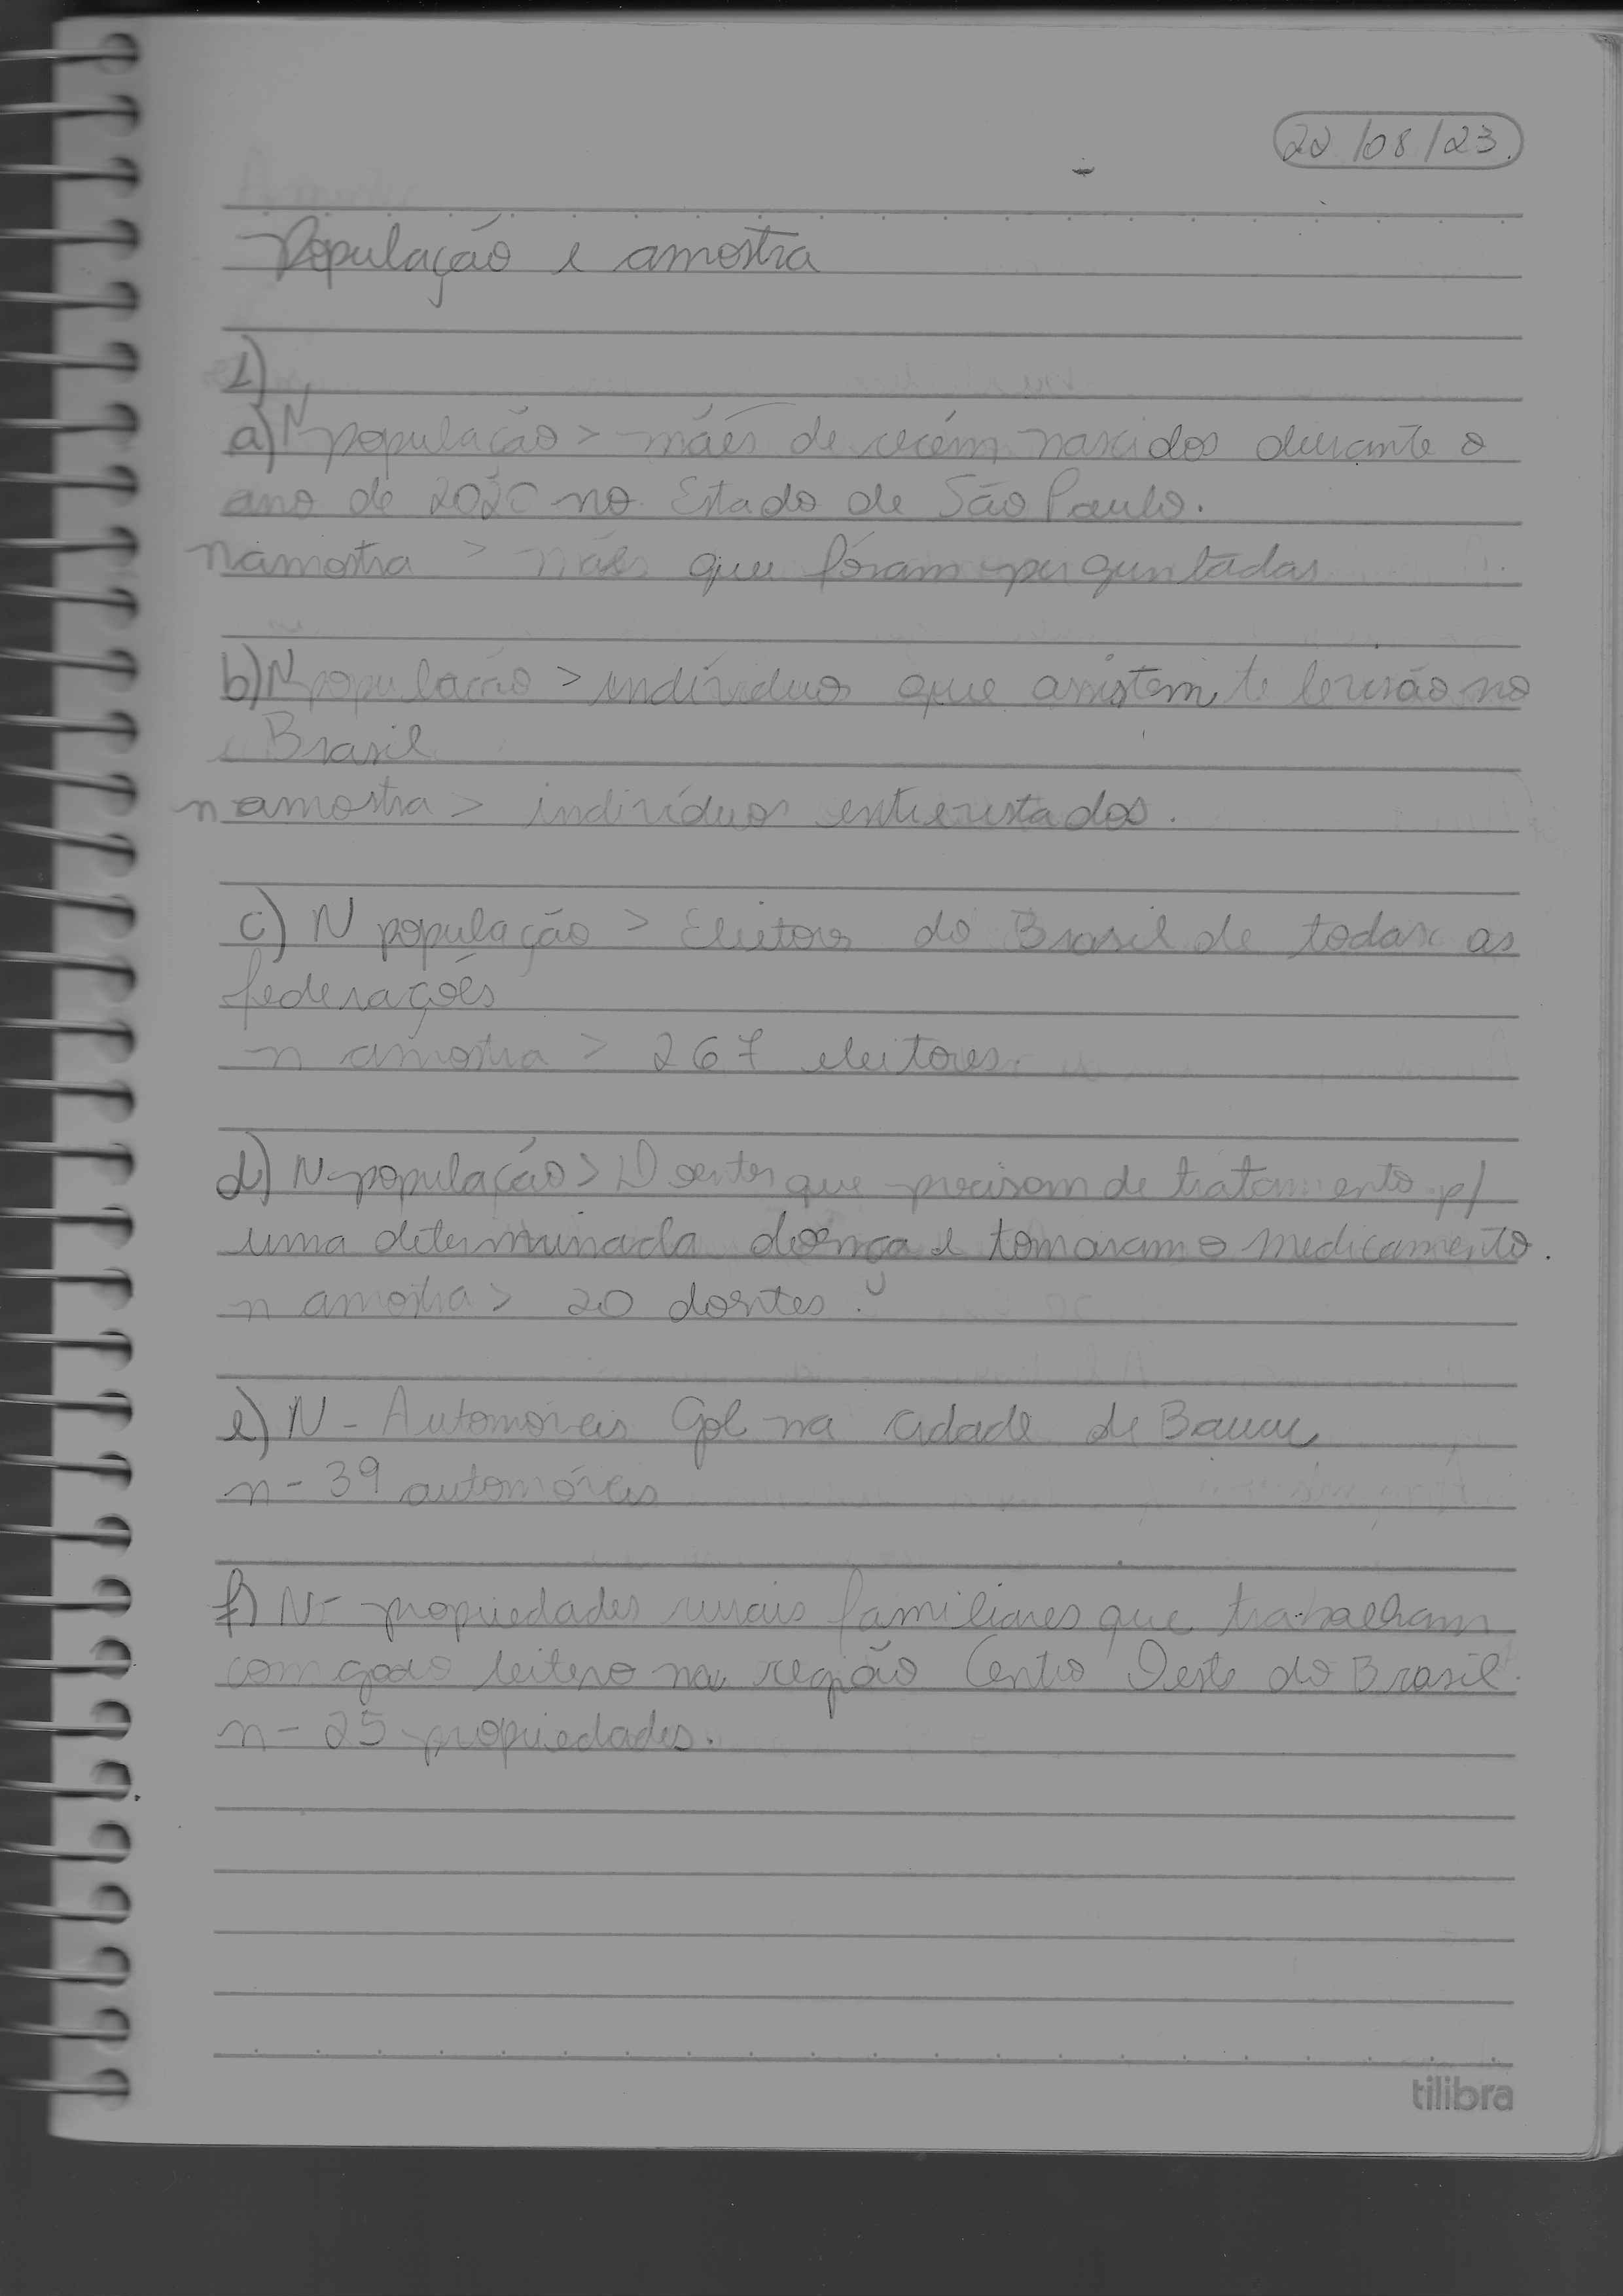 22/08/23
População e amostra
1)
a) N população > mães de recém nascidos durante o
ano de 2020 no Estado de São Paulo.
n amostra > mães que foram perguntadas
b) N população > indivíduos que assistem televisão no
Brasil
n amostra > indivíduos entrevistados.
c) N população > Eleitores do Brasil de todas as
federações
n amostra > 267 eleitores.
d) N população > Doentes que precisam de tratamento p/
uma determinada doença e tomaram o medicamento.
n amostra > 20 doentes.
e) N - Automóveis Gol na cidade de Bauru
n - 39 automóveis
f) N - propriedades rurais familiares que trabalham
com gado leitero na região Centro Oeste do Brasil.
n - 25 propriedades.
tilibra